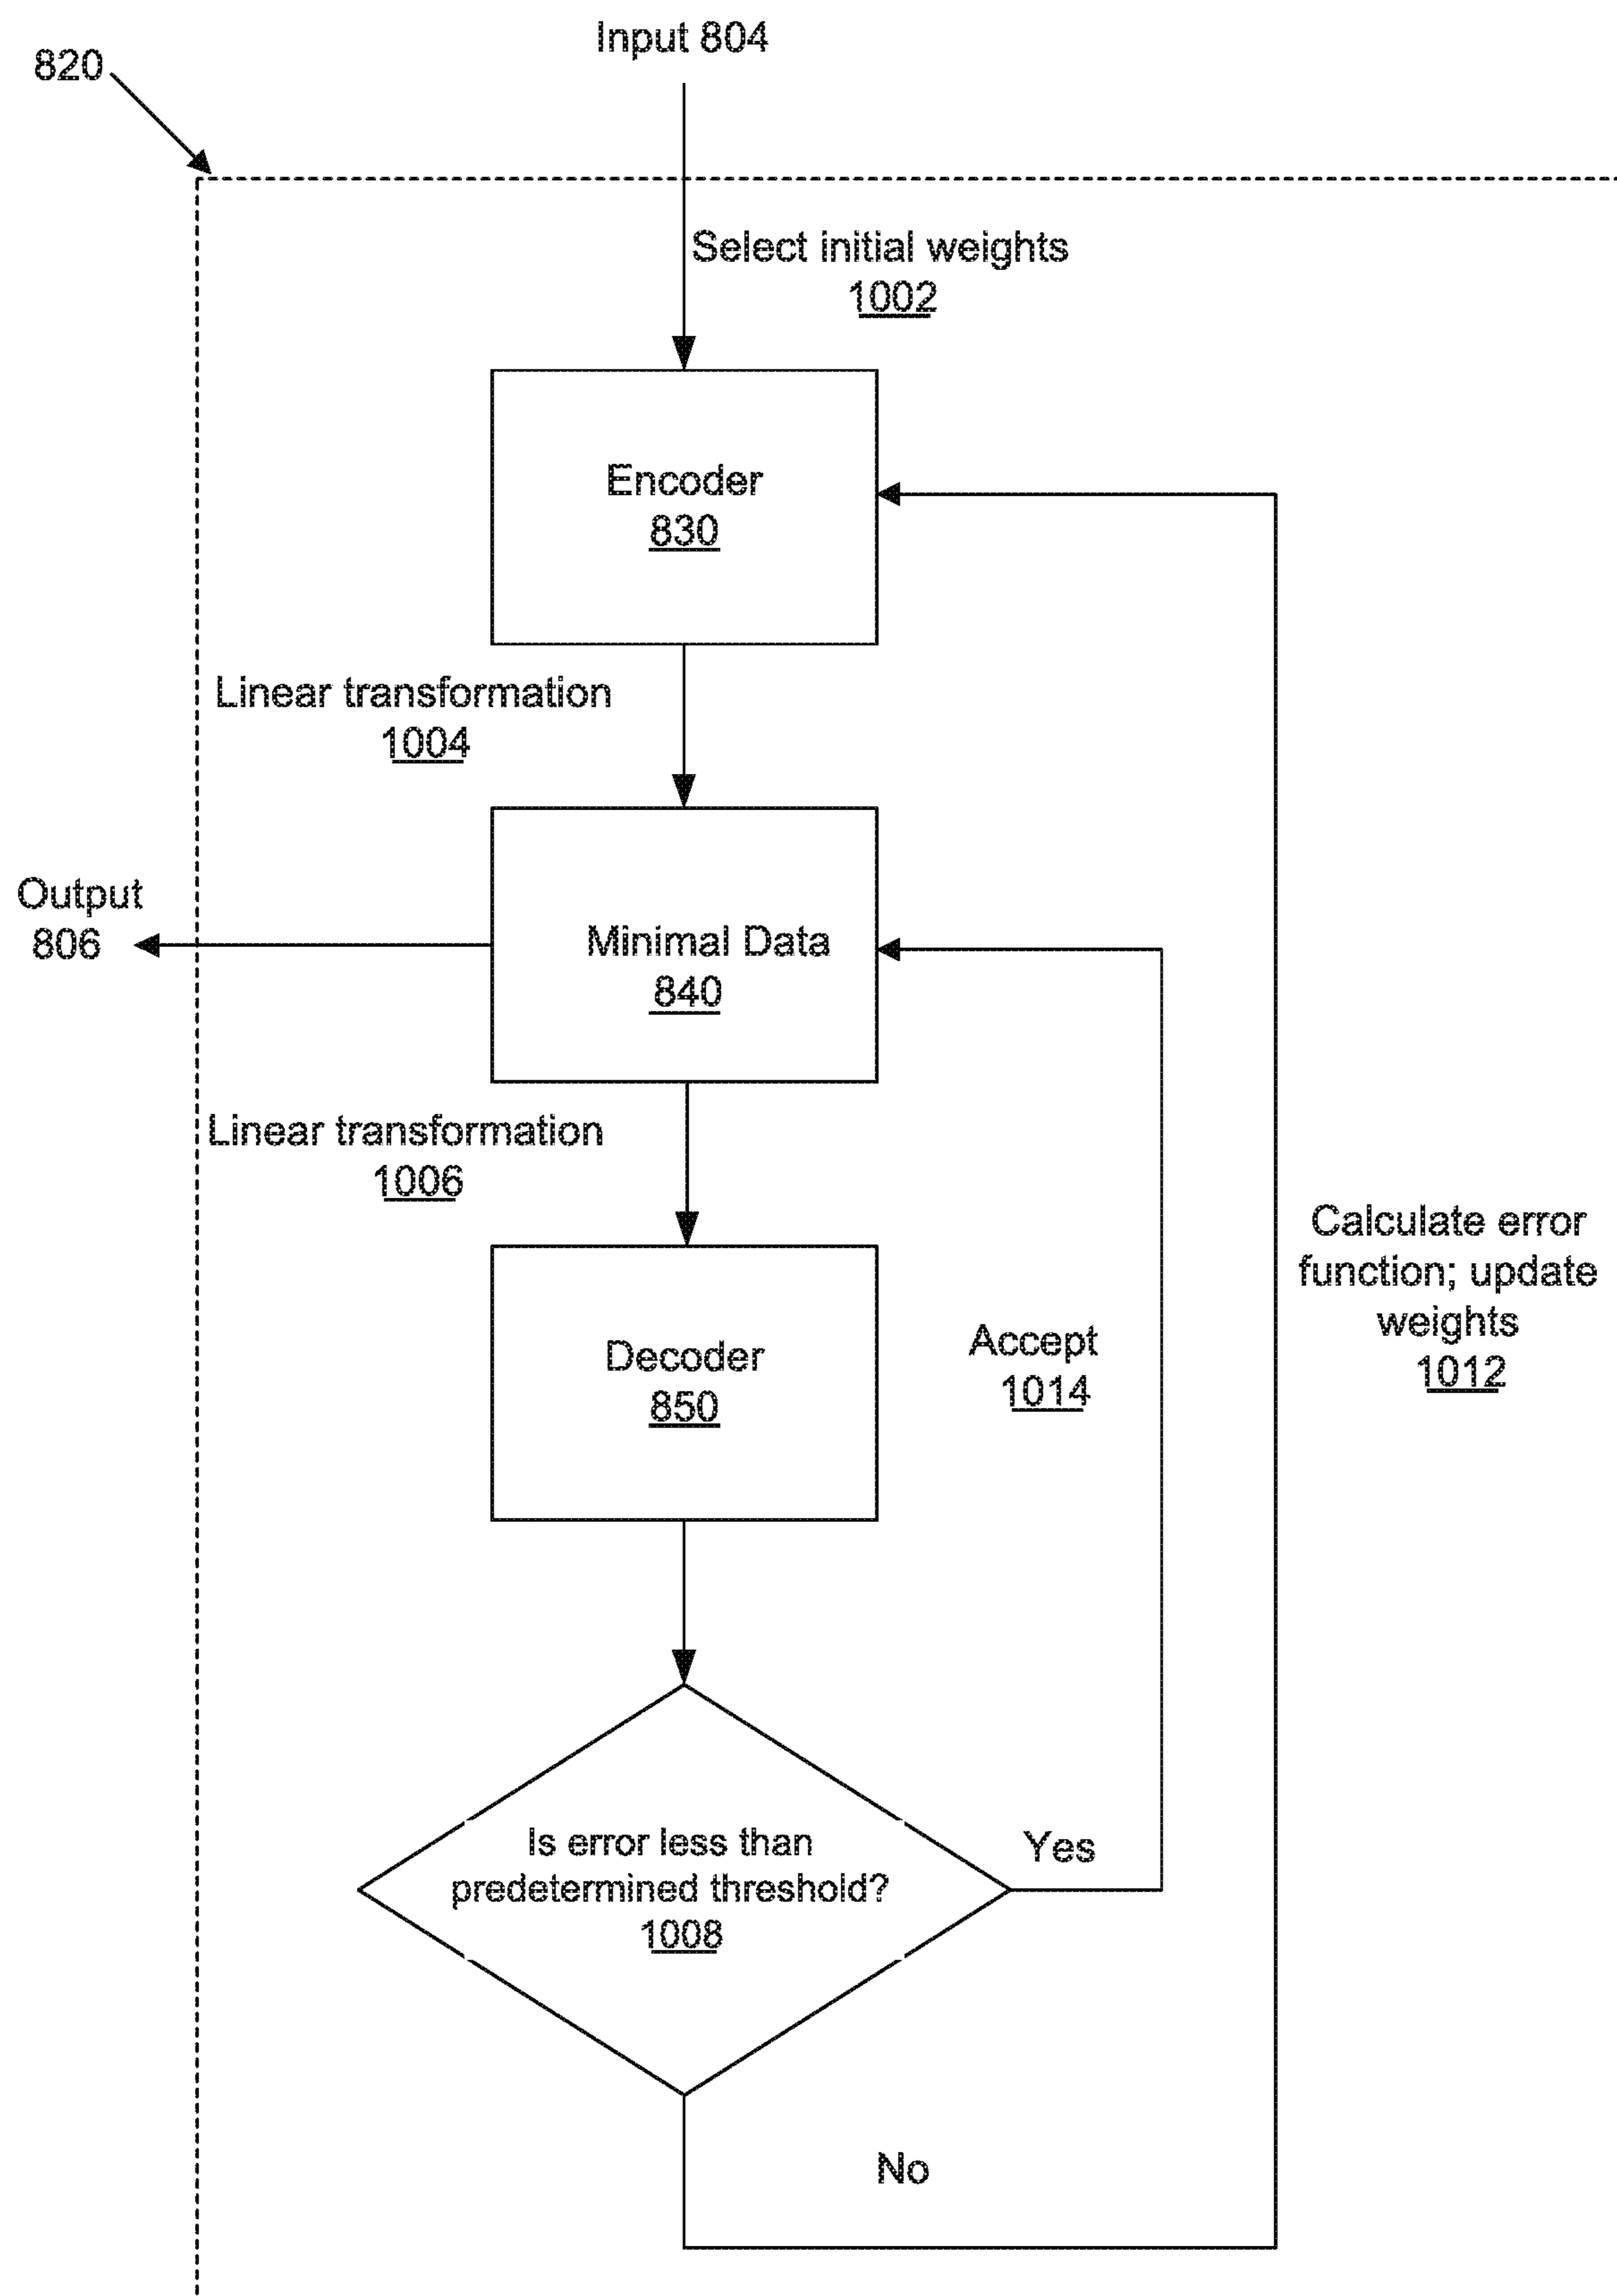 Input 804
820
Select initial weights
1002
Encoder
830
Linear transformation
1004
Output
806
Minimal Data
840
Linear transformation
1006
Decoder
850
Accept
1014
Calculate error
function; update
weights
1012
Is error less than
predetermined threshold?
1008
Yes
No